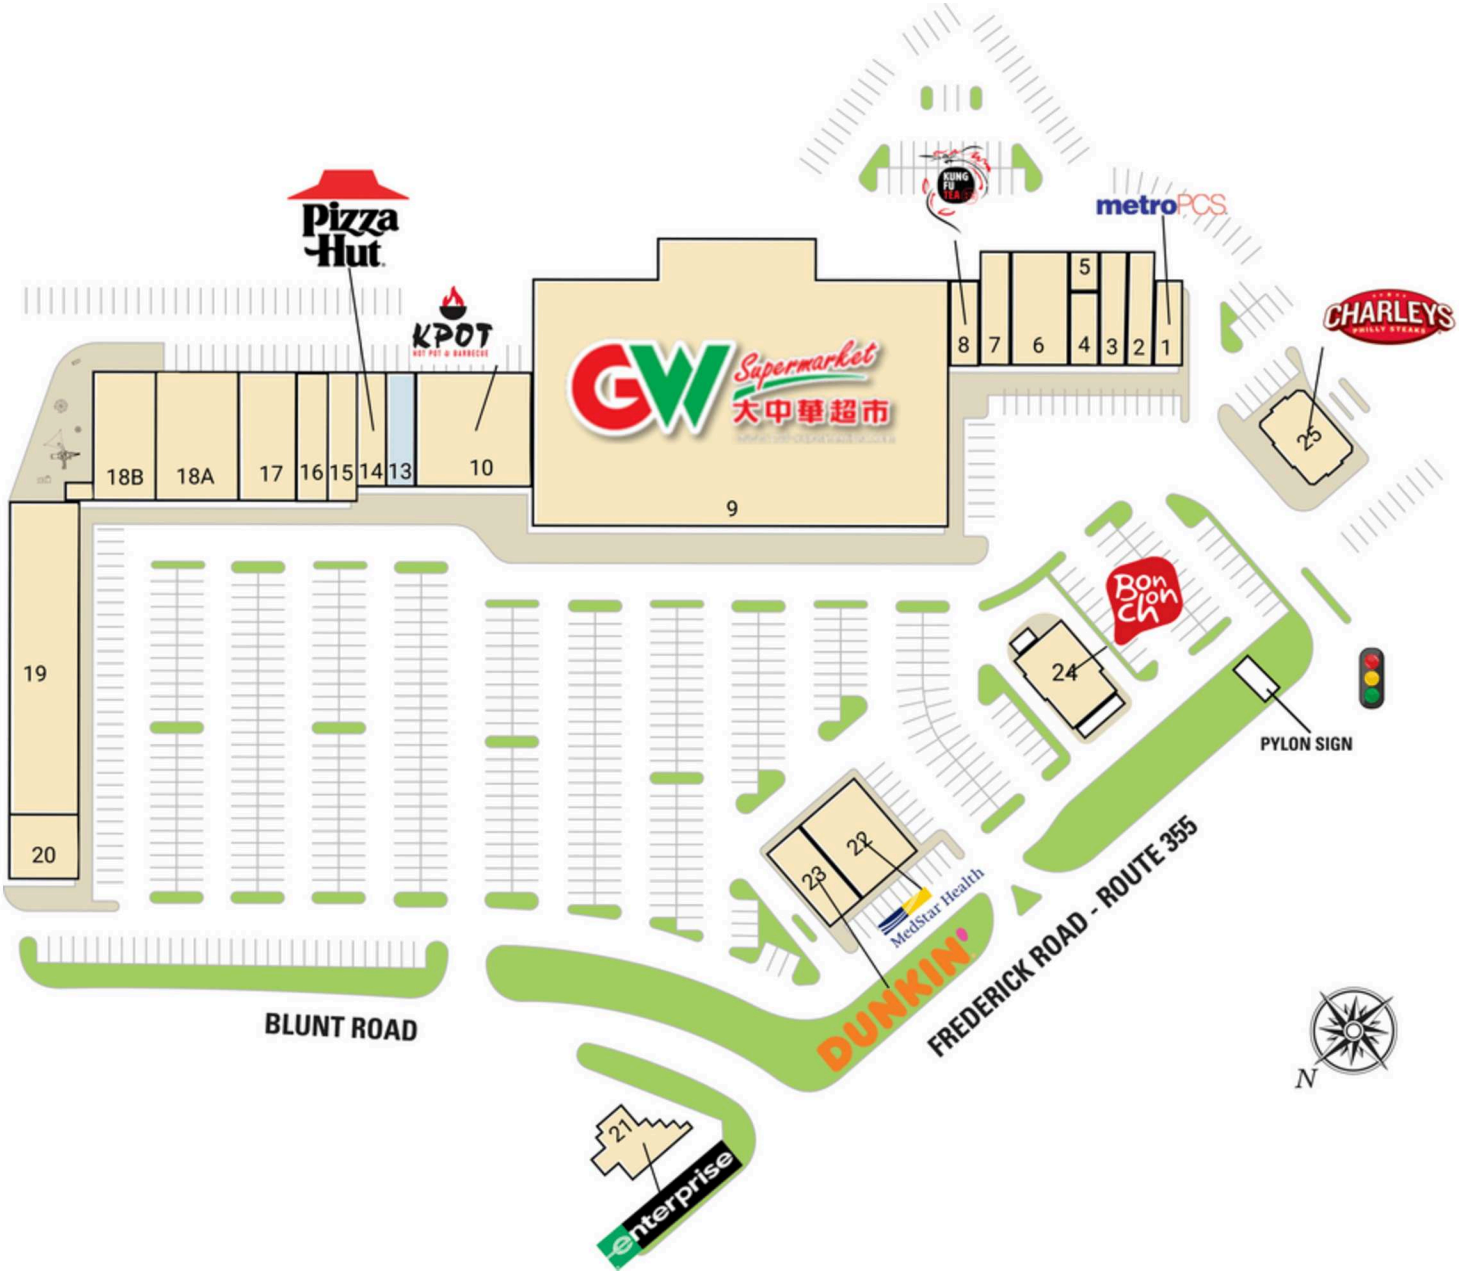 KUNG
FU
TEA
metroPCS.
Pizza
Hut
KPOT
HOT POT & BARBECUE
CHARLEYS
PHILLY STEAKS
GW Supermarket
大中華超市
5
8 7 6 4 3 2 1
25
18B 18A 17 16 15 14 13 10
9
Bon
Chon
24
19
PYLON SIGN
20
22
23
MedStar Health
DUNKIN'
FREDERICK ROAD - ROUTE 355
BLUNT ROAD
N
21
enterprise